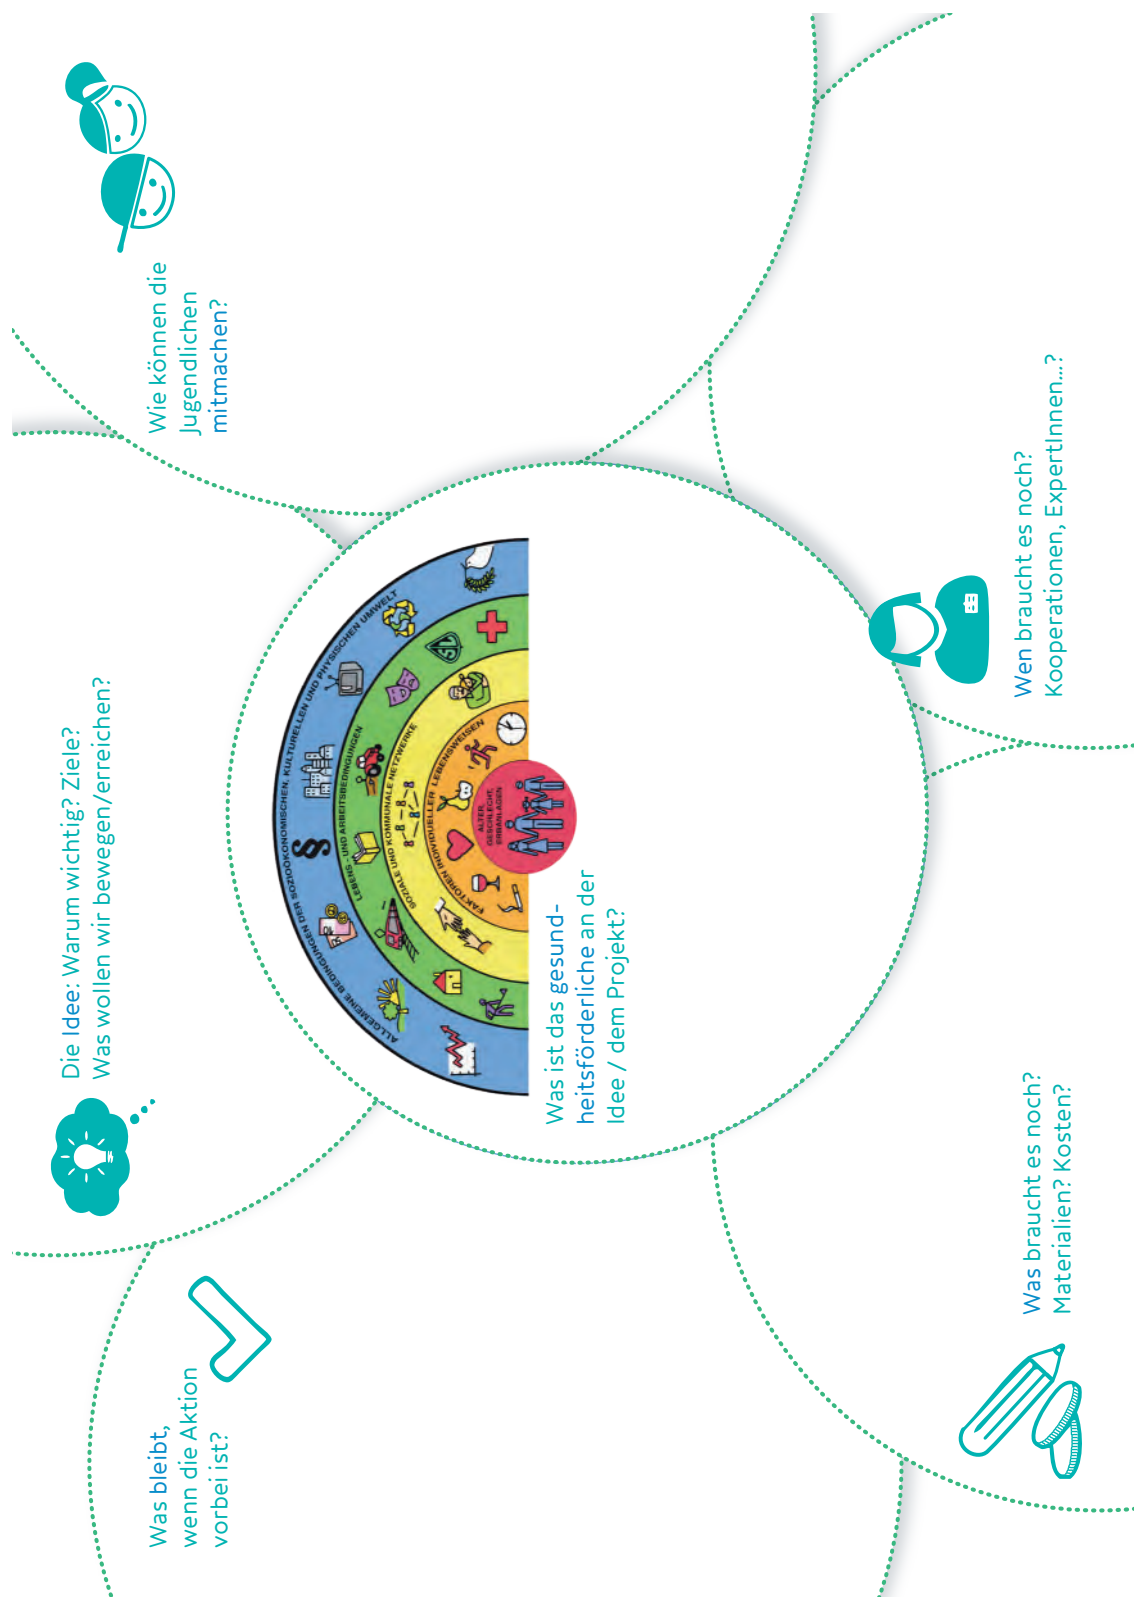 Die Idee: Warum wichtig? Ziele?
Was wollen wir bewegen/erreichen?
Wie können die
Jugendlichen
mitmachen?
Was bleibt,
wenn die Aktion
vorbei ist?
ALLGEMEINE BEDINGUNGEN DER SOZIOÖKONOMISCHEN, KULTURELLEN UND PHYSISCHEN UMWELT
LEBENS- UND ARBEITSBEDINGUNGEN
SOZIALE UND KOMMUNALE NETZWERKE
FAKTOREN INDIVIDUELLER LEBENSWEISEN
ALTER,
GESCHLECHT,
ERBANLAGEN
§
Was ist das gesund-
heitsförderliche an der
Idee / dem Projekt?
Was braucht es noch?
Materialien? Kosten?
Wen braucht es noch?
Kooperationen, ExpertInnen...?